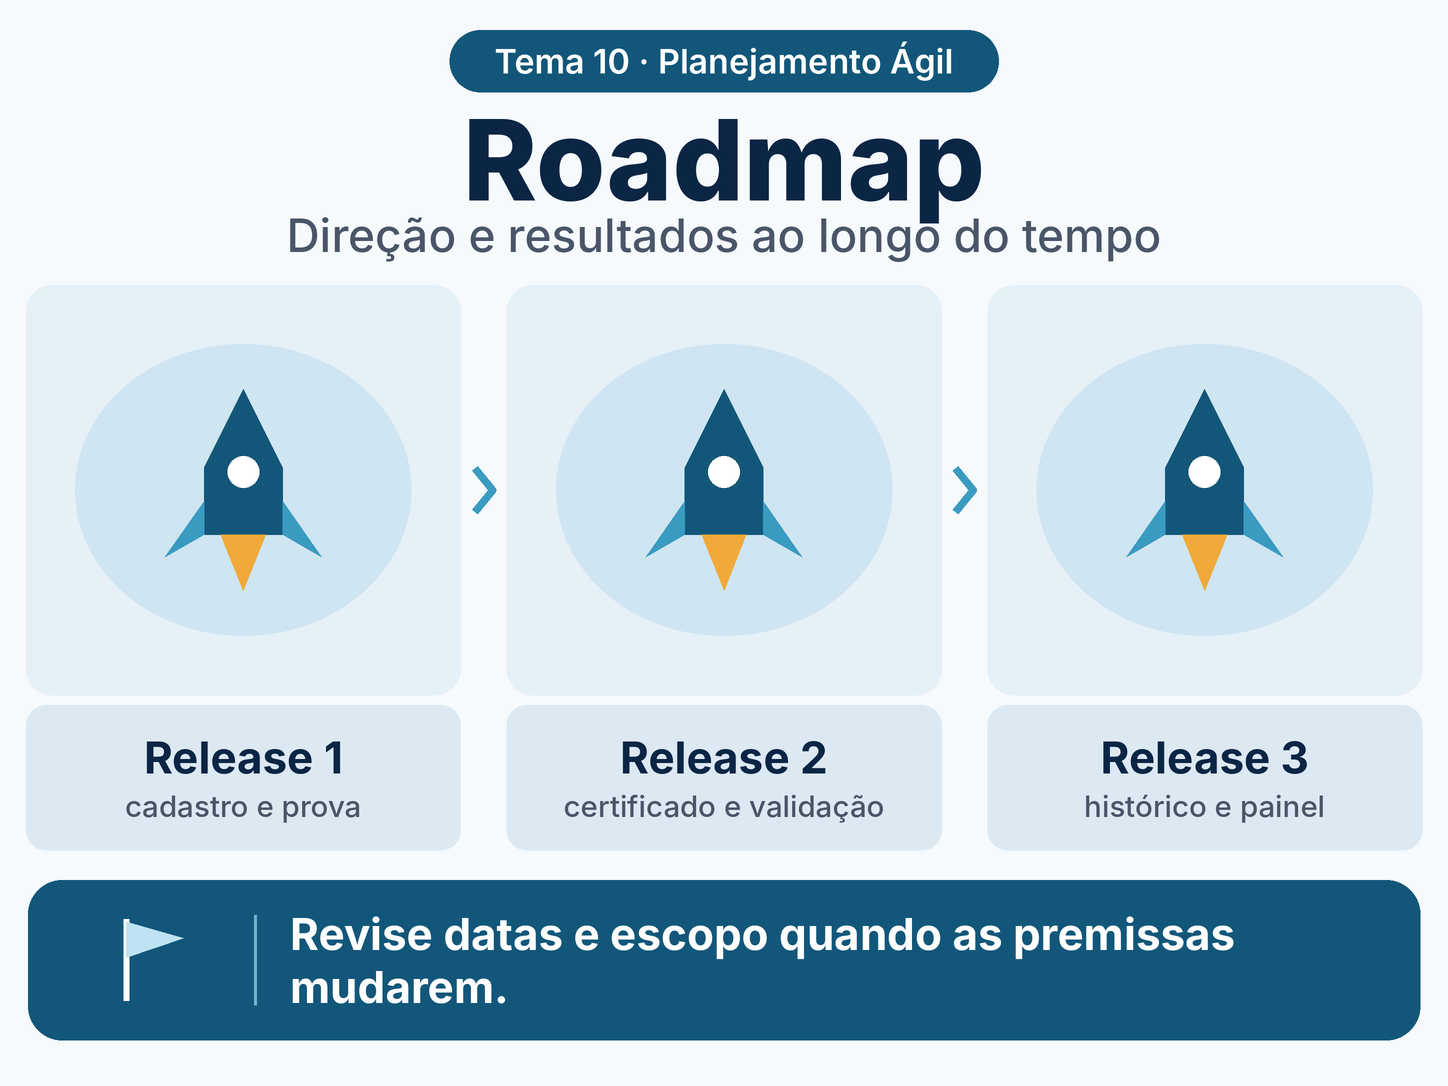 Tema 10 · Planejamento Ágil
Roadmap
Direção e resultados ao longo do tempo
Release 1
cadastro e prova
Release 2
certificado e validação
Release 3
histórico e painel
Revise datas e escopo quando as premissas
mudarem.